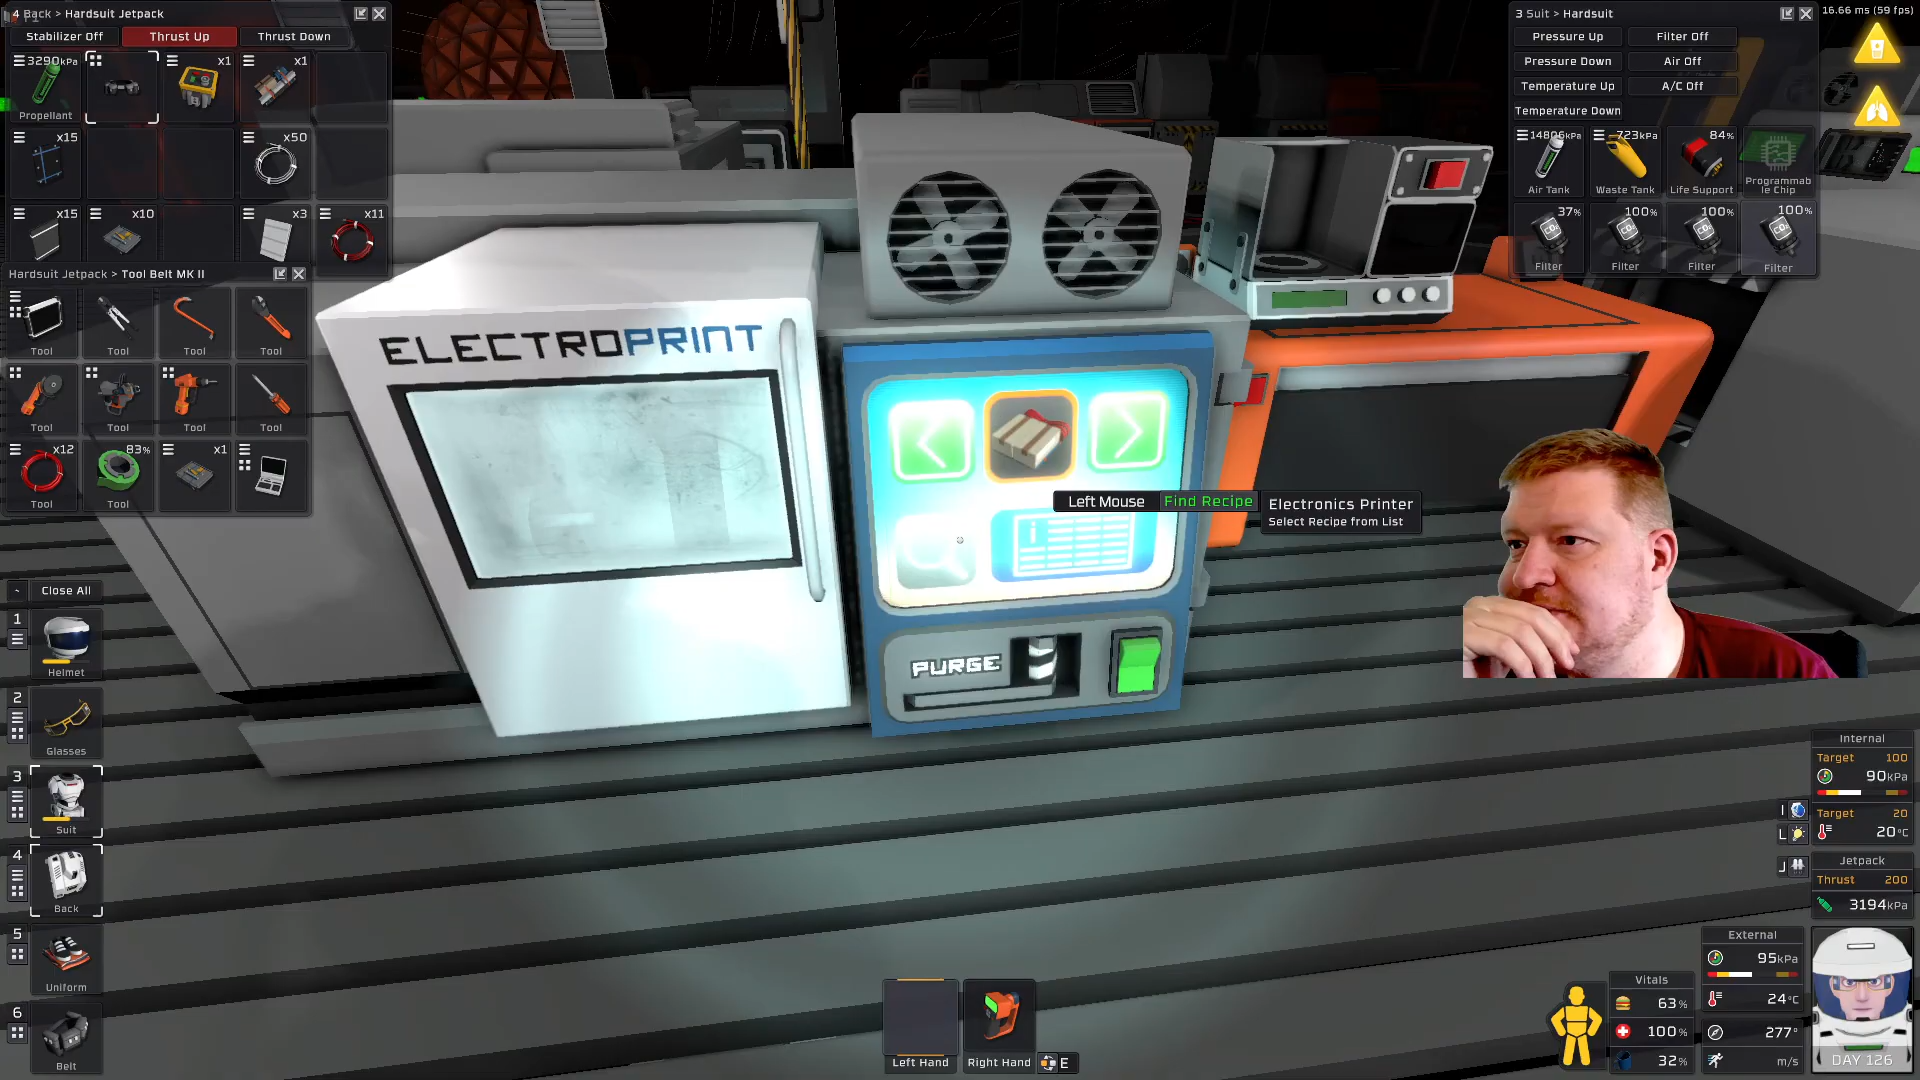 4 Back > Hardsuit Jetpack
Stabilizer Off
Thrust Up
Thrust Down
3290kPa
x1
x1
Propellant
x15
x50
x15
x10
x3
x11
Hardsuit Jetpack > Tool Belt MK II
Tool
Tool
Tool
Tool
Tool
Tool
Tool
Tool
x12
83%
x1
Tool
Tool
~
Close All
1
Helmet
2
Glasses
3
Suit
4
Back
5
Uniform
6
Belt
ELECTROPRINT
PURGE
Left Mouse
Find Recipe
Electronics Printer
Select Recipe from List
3 Suit > Hardsuit
16.66 ms (59 fps)
Pressure Up
Filter Off
Pressure Down
Air Off
Temperature Up
A/C Off
Temperature Down
14806kPa
723kPa
84%
Air Tank
Waste Tank
Life Support
Programmab
le Chip
37%
100%
100%
100%
Filter
Filter
Filter
Filter
Internal
Target 100
90kPa
Target 20
I
L
20°C
Jetpack
J
Thrust 200
3194kPa
External
95kPa
24°C
277°
m/s
Vitals
63%
100%
32%
DAY 126
Left Hand
Right Hand
E